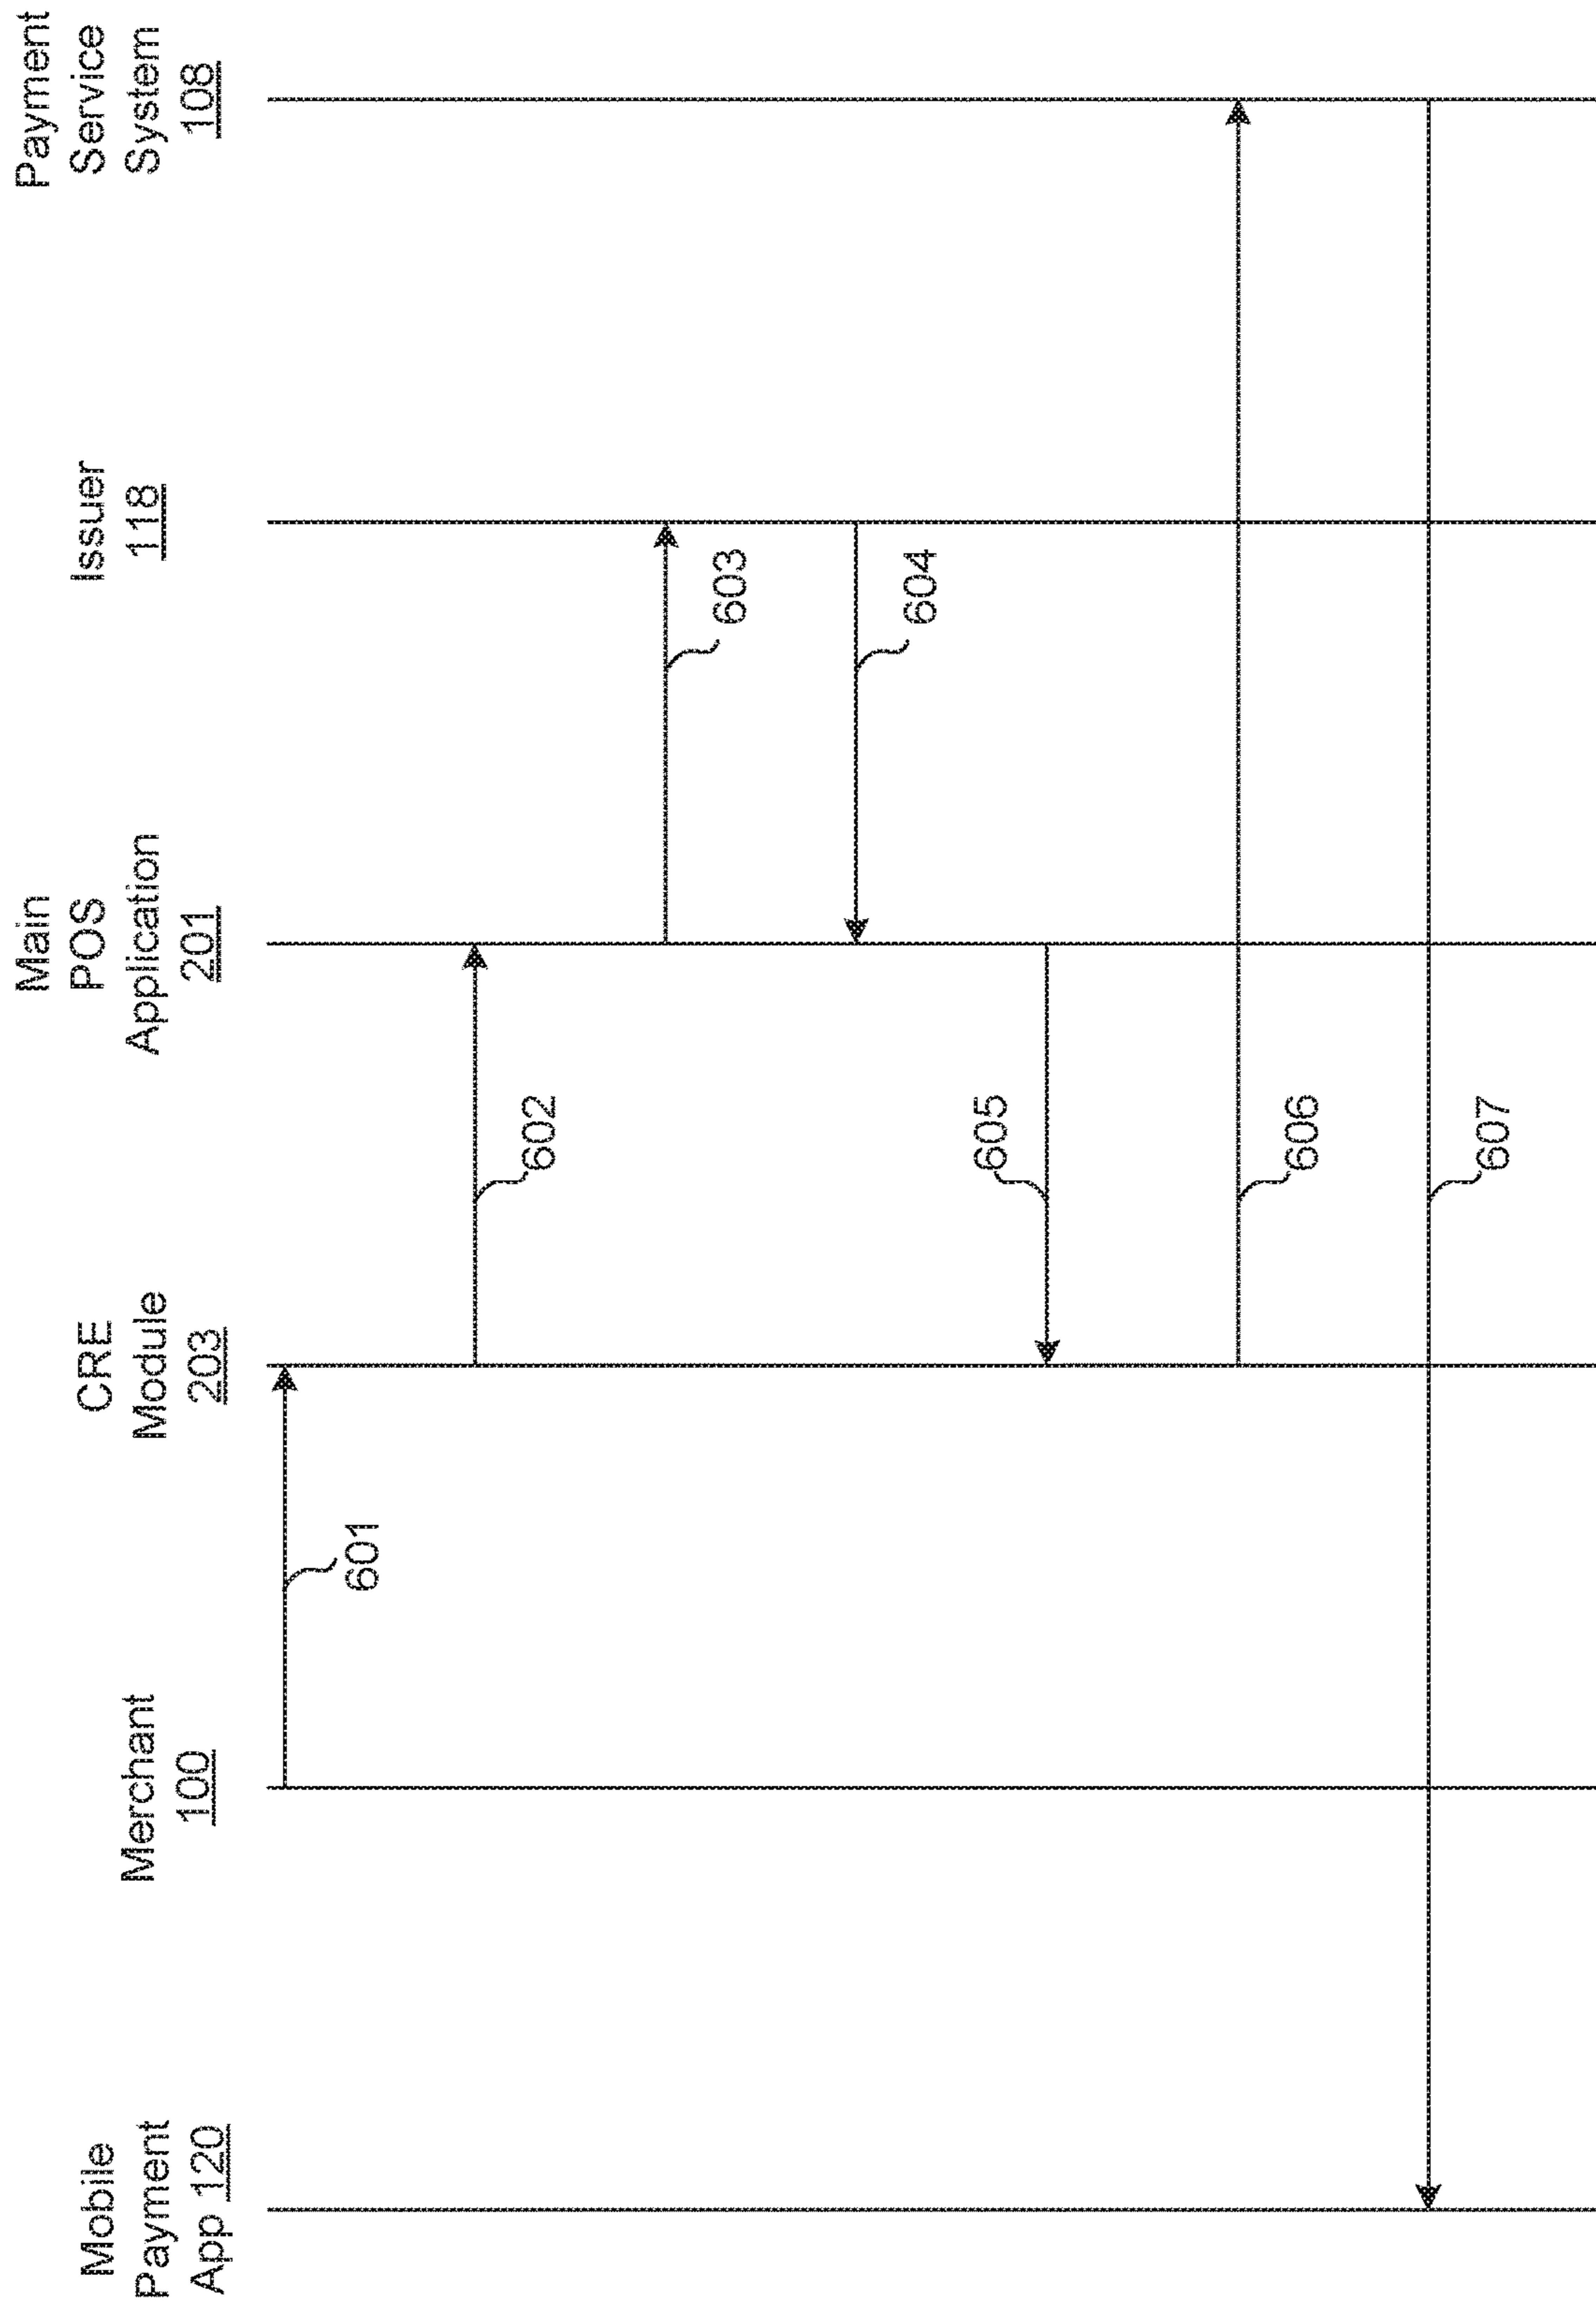 Mobile
Payment
App 120
Merchant
100
CRE
Module
203
Main
POS
Application
201
Issuer
118
Payment
Service
System
108
601
602
603
604
605
606
607